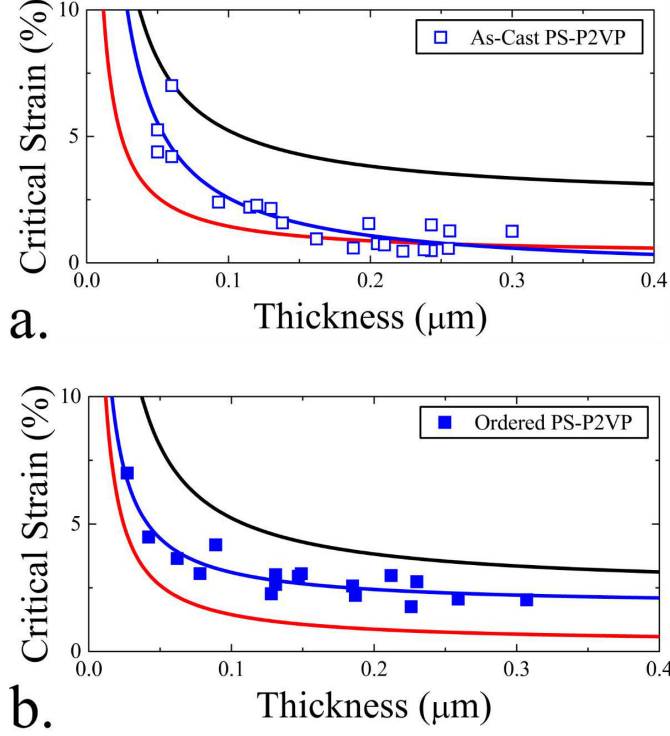 10
As-Cast PS-P2VP
5
0
0.0 0.1 0.2 0.3 0.4
Critical Strain (%)
Thickness (μm)
a.
10
Ordered PS-P2VP
5
0
0.0 0.1 0.2 0.3 0.4
Critical Strain (%)
Thickness (μm)
b.